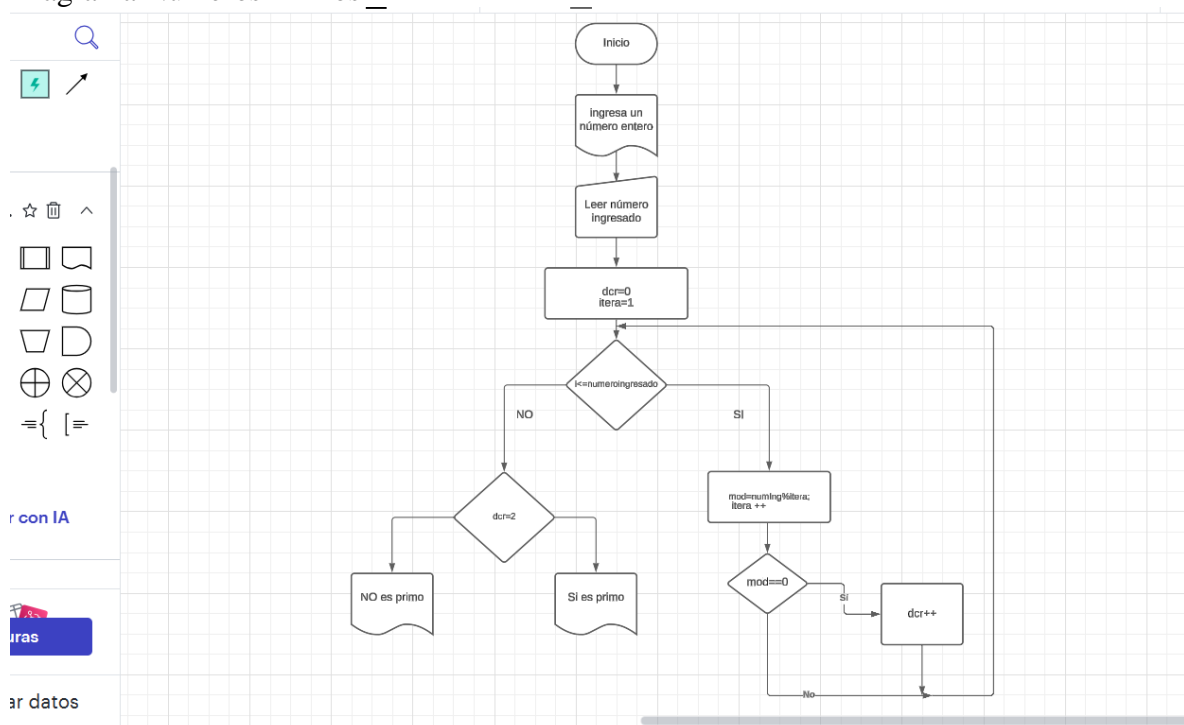 Inicio
ingresa un
número entero
Leer número
ingresado
dcr=0
itera=1
i<=numeroingresado
NO
SI
dcr=2
mod=numIng%itera;
itera ++
mod==0
Si
dcr++
NO es primo
Si es primo
No
r con IA
uras
ar datos